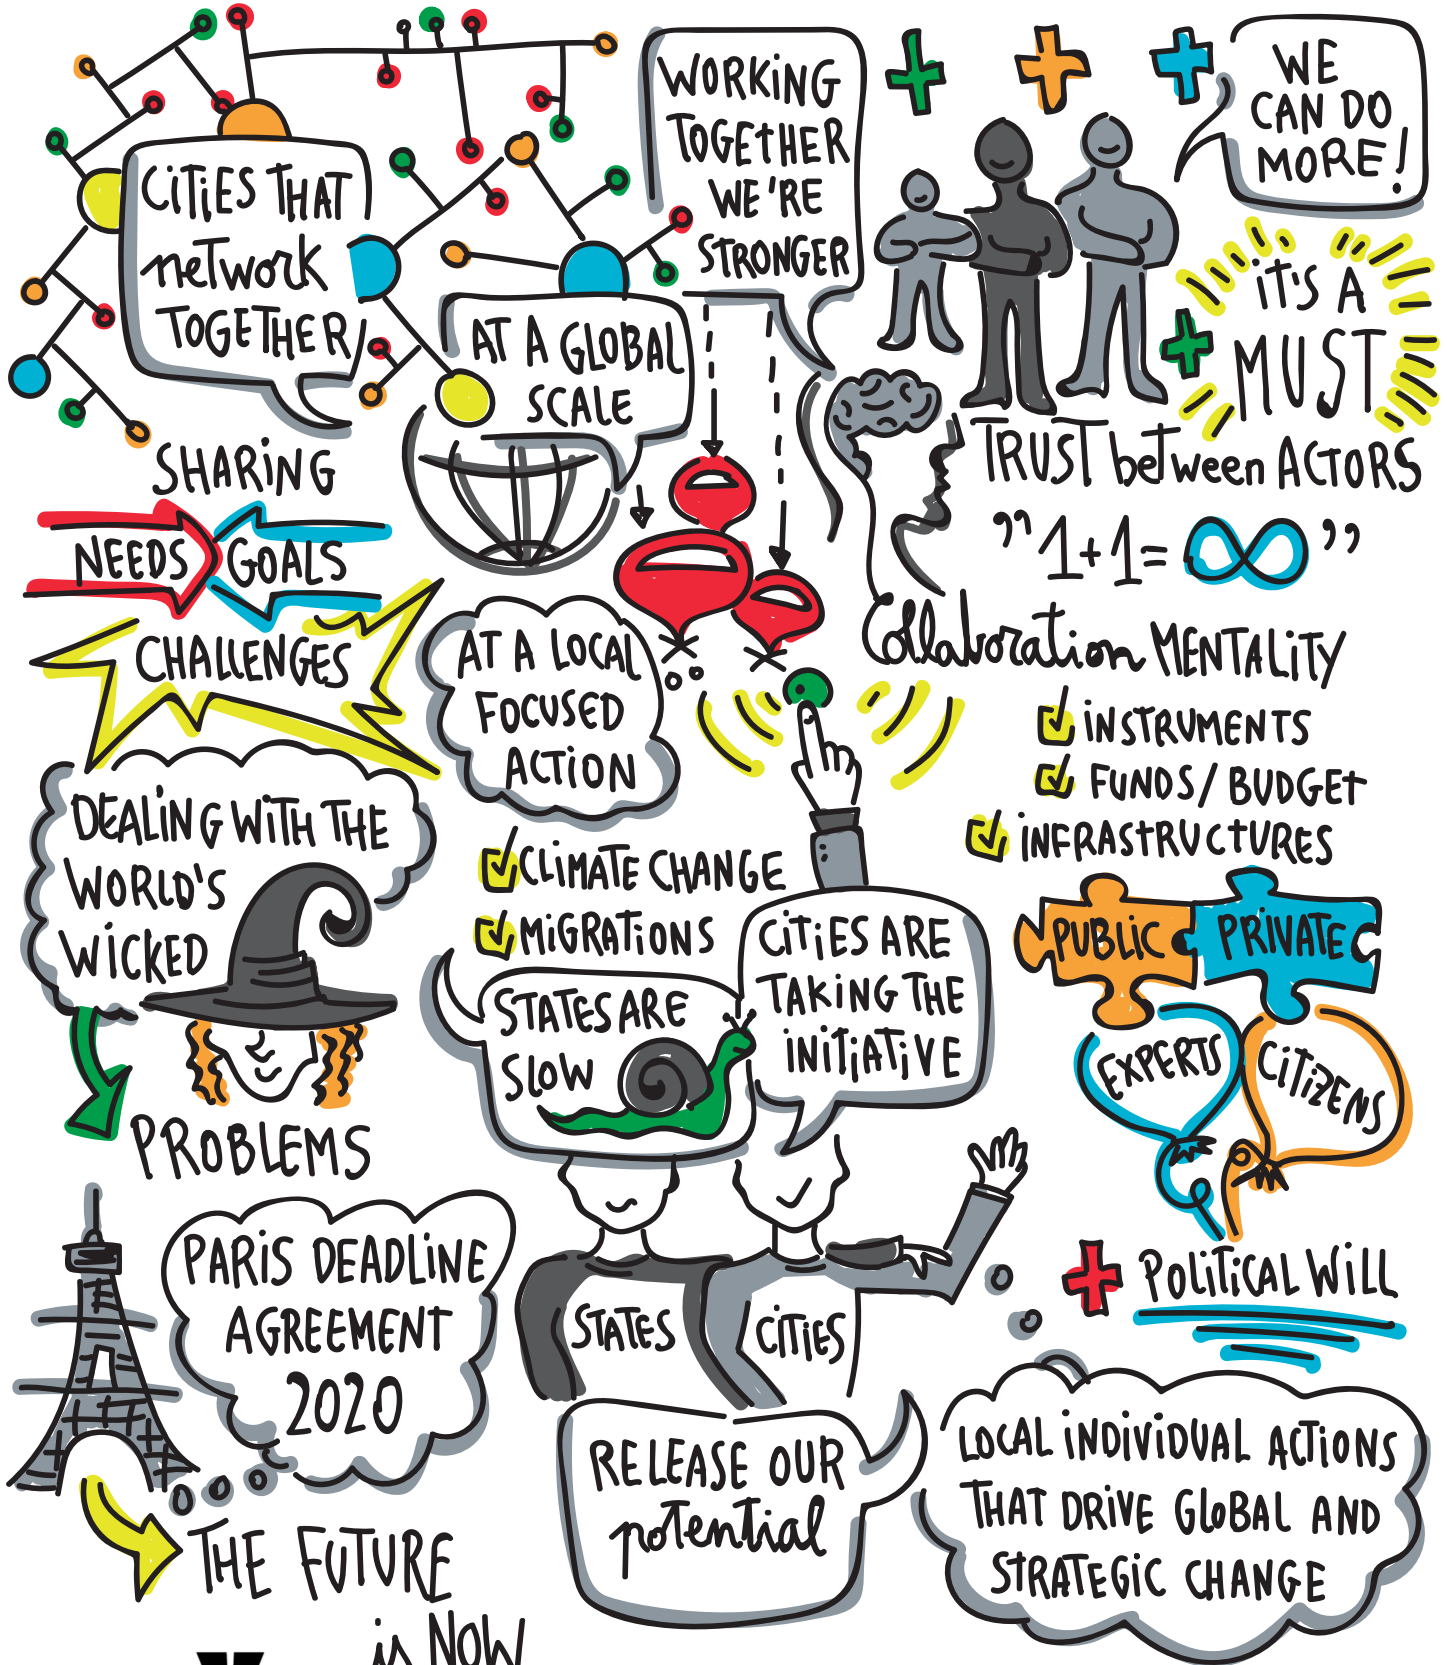 CITIES THAT
NETWORK
TOGETHER
WORKING
TOGETHER
WE'RE
STRONGER
WE
CAN DO
MORE!
AT A GLOBAL
SCALE
IT'S A
MUST
TRUST between ACTORS
"1+1=∞"
Collaboration MENTALITY
INSTRUMENTS
FUNDS/BUDGET
INFRASTRUCTURES
SHARING
NEEDS GOALS
CHALLENGES
AT A LOCAL
FOCUSED
ACTION
DEALING WITH THE
WORLD'S
WICKED
PROBLEMS
CLIMATE CHANGE
MIGRATIONS
STATES ARE
SLOW
CITIES ARE
TAKING THE
INITIATIVE
PUBLIC PRIVATE
EXPERTS CITIZENS
POLITICAL WILL
STATES CITIES
PARIS DEADLINE
AGREEMENT
2020
THE FUTURE
is NOW
RELEASE OUR
potential
LOCAL INDIVIDUAL ACTIONS
THAT DRIVE GLOBAL AND
STRATEGIC CHANGE